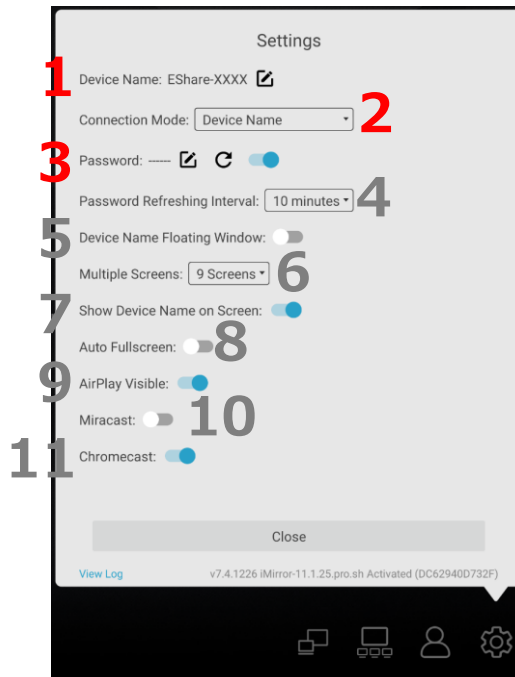 Settings
1 Device Name: EShare-XXXX
Connection Mode: Device Name 2
3 Password: ------
Password Refreshing Interval: 10 minutes 4
5 Device Name Floating Window:
Multiple Screens: 9 Screens 6
7 Show Device Name on Screen:
Auto Fullscreen: 8
9 AirPlay Visible:
Miracast: 10
11 Chromecast:
Close
View Log v7.4.1226 iMirror-11.1.25.pro.sh Activated (DC62940D732F)